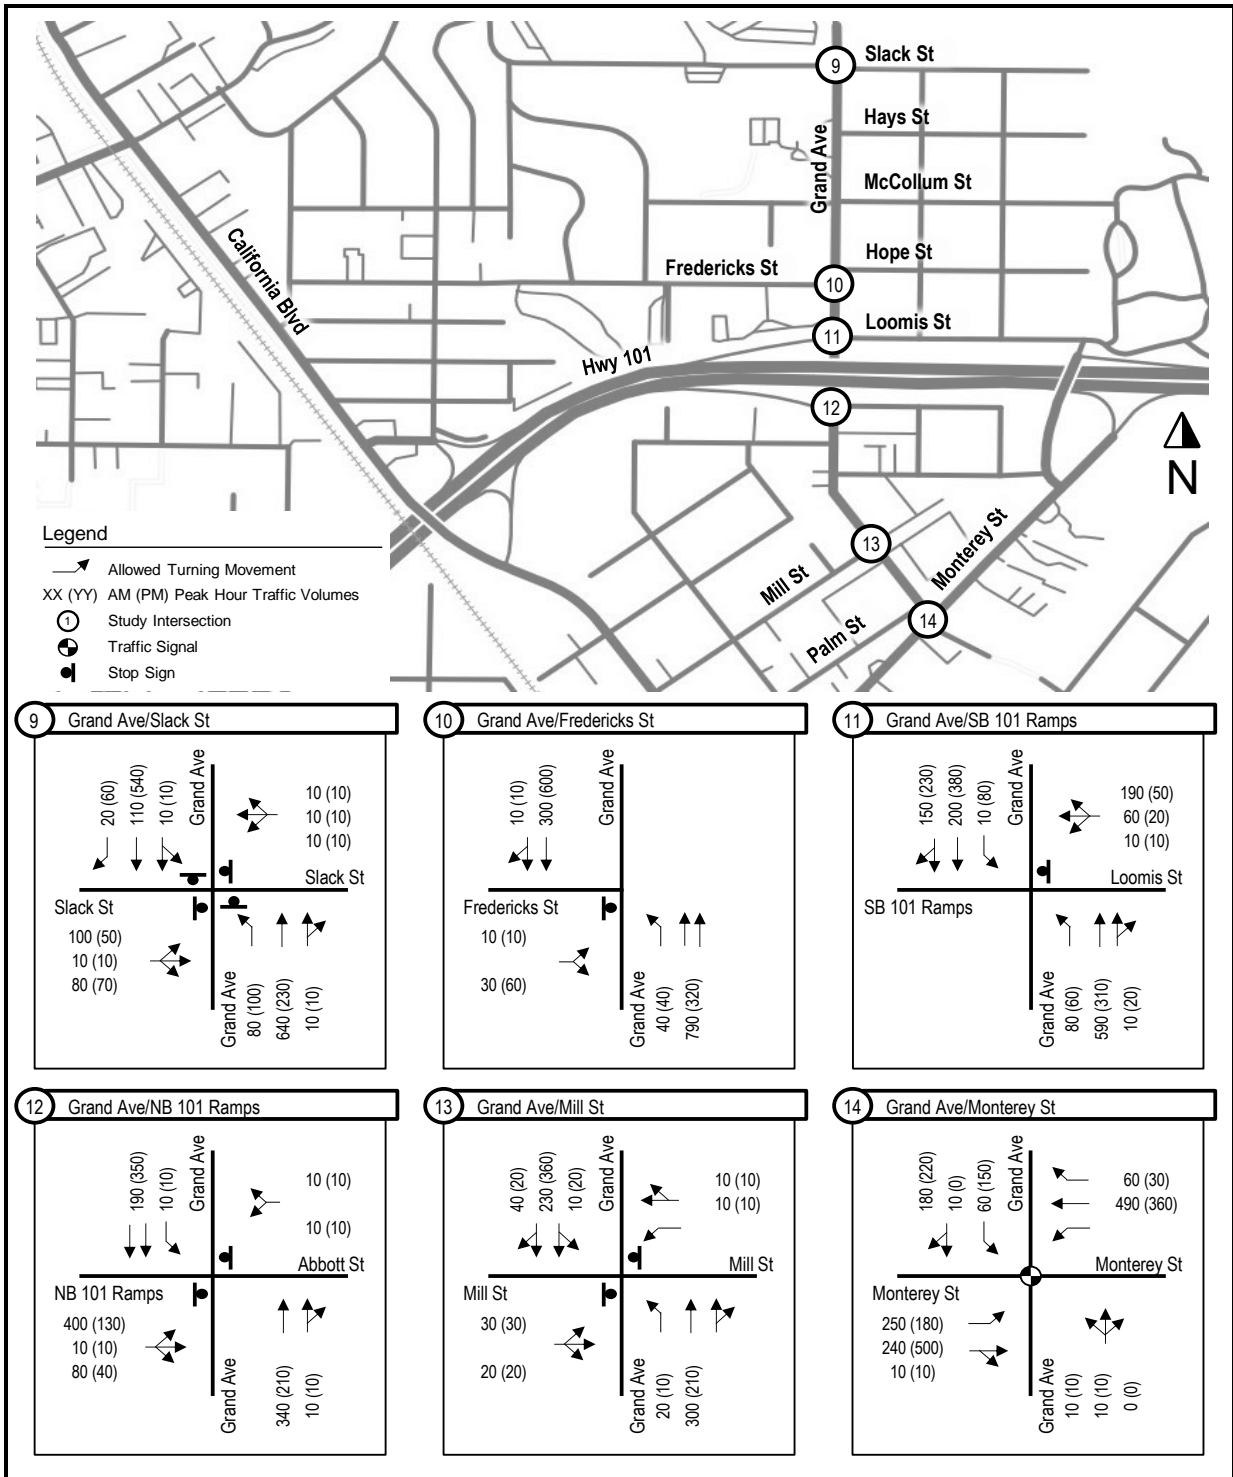 Slack St
9
Hays St
Grand Ave
McCollum St
California Blvd
Hope St
Fredericks St
10
Loomis St
11
Hwy 101
12
N
13
Monterey St
Mill St
14
Palm St
Legend
Allowed Turning Movement
XX (YY) AM (PM) Peak Hour Traffic Volumes
1 Study Intersection
Traffic Signal
Stop Sign
9 Grand Ave/Slack St
20 (60)
110 (540)
10 (10)
Grand Ave
10 (10)
10 (10)
10 (10)
Slack St
Slack St
100 (50)
10 (10)
80 (70)
Grand Ave
80 (100)
640 (230)
10 (10)
10 Grand Ave/Fredericks St
10 (10)
300 (600)
Grand Ave
Fredericks St
10 (10)
30 (60)
Grand Ave
40 (40)
790 (320)
11 Grand Ave/SB 101 Ramps
150 (230)
200 (380)
10 (80)
Grand Ave
190 (50)
60 (20)
10 (10)
Loomis St
SB 101 Ramps
Grand Ave
80 (60)
590 (310)
10 (20)
12 Grand Ave/NB 101 Ramps
190 (350)
10 (10)
Grand Ave
10 (10)
10 (10)
Abbott St
NB 101 Ramps
400 (130)
10 (10)
80 (40)
Grand Ave
340 (210)
10 (10)
13 Grand Ave/Mill St
40 (20)
230 (360)
10 (20)
Grand Ave
10 (10)
10 (10)
Mill St
Mill St
30 (30)
20 (20)
Grand Ave
20 (10)
300 (210)
14 Grand Ave/Monterey St
180 (220)
10 (0)
60 (150)
Grand Ave
60 (30)
490 (360)
Monterey St
Monterey St
250 (180)
240 (500)
10 (10)
Grand Ave
10 (10)
10 (10)
0 (0)